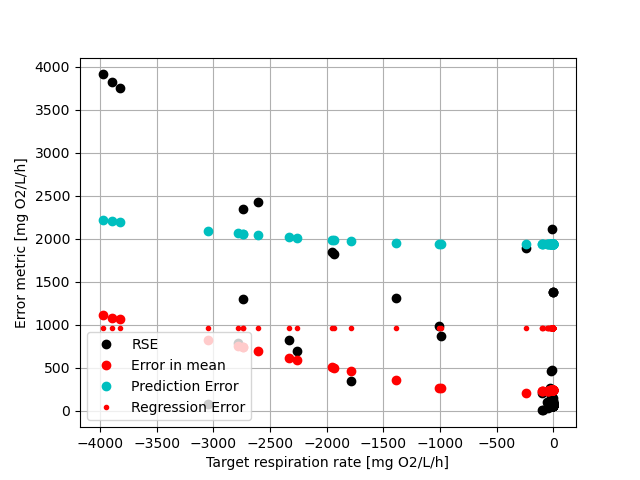 4000
3500
3000
2500
2000
1500
1000
500
0
Error metric [mg O2/L/h]
RSE
Error in mean
Prediction Error
Regression Error
−4000 −3500 −3000 −2500 −2000 −1500 −1000 −500 0
Target respiration rate [mg O2/L/h]